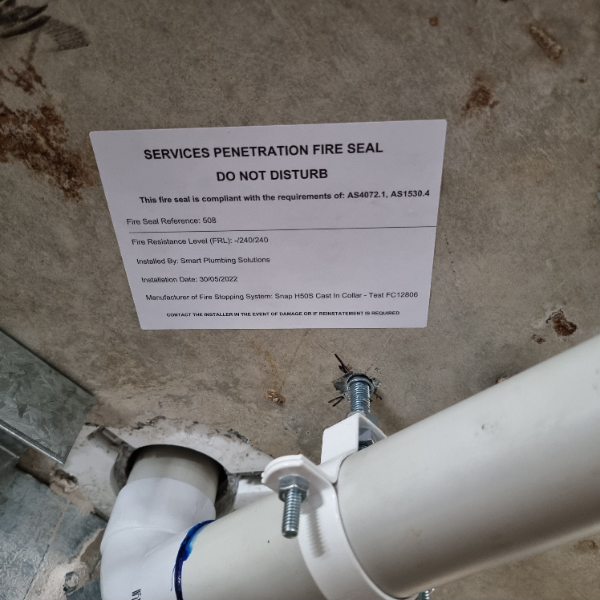 SERVICES PENETRATION FIRE SEAL
DO NOT DISTURB
This fire seal is compliant with the requirements of: AS4072.1, AS1530.4
Fire Seal Reference: 508
Fire Resistance Level (FRL): -/240/240
Installed By: Smart Plumbing Solutions
Installation Date: 30/05/2022
Manufacturer of Fire Stopping System: Snap H50S Cast In Collar - Test FC12806
CONTACT THE INSTALLER IN THE EVENT OF DAMAGE OR IF REINSTATEMENT IS REQUIRED